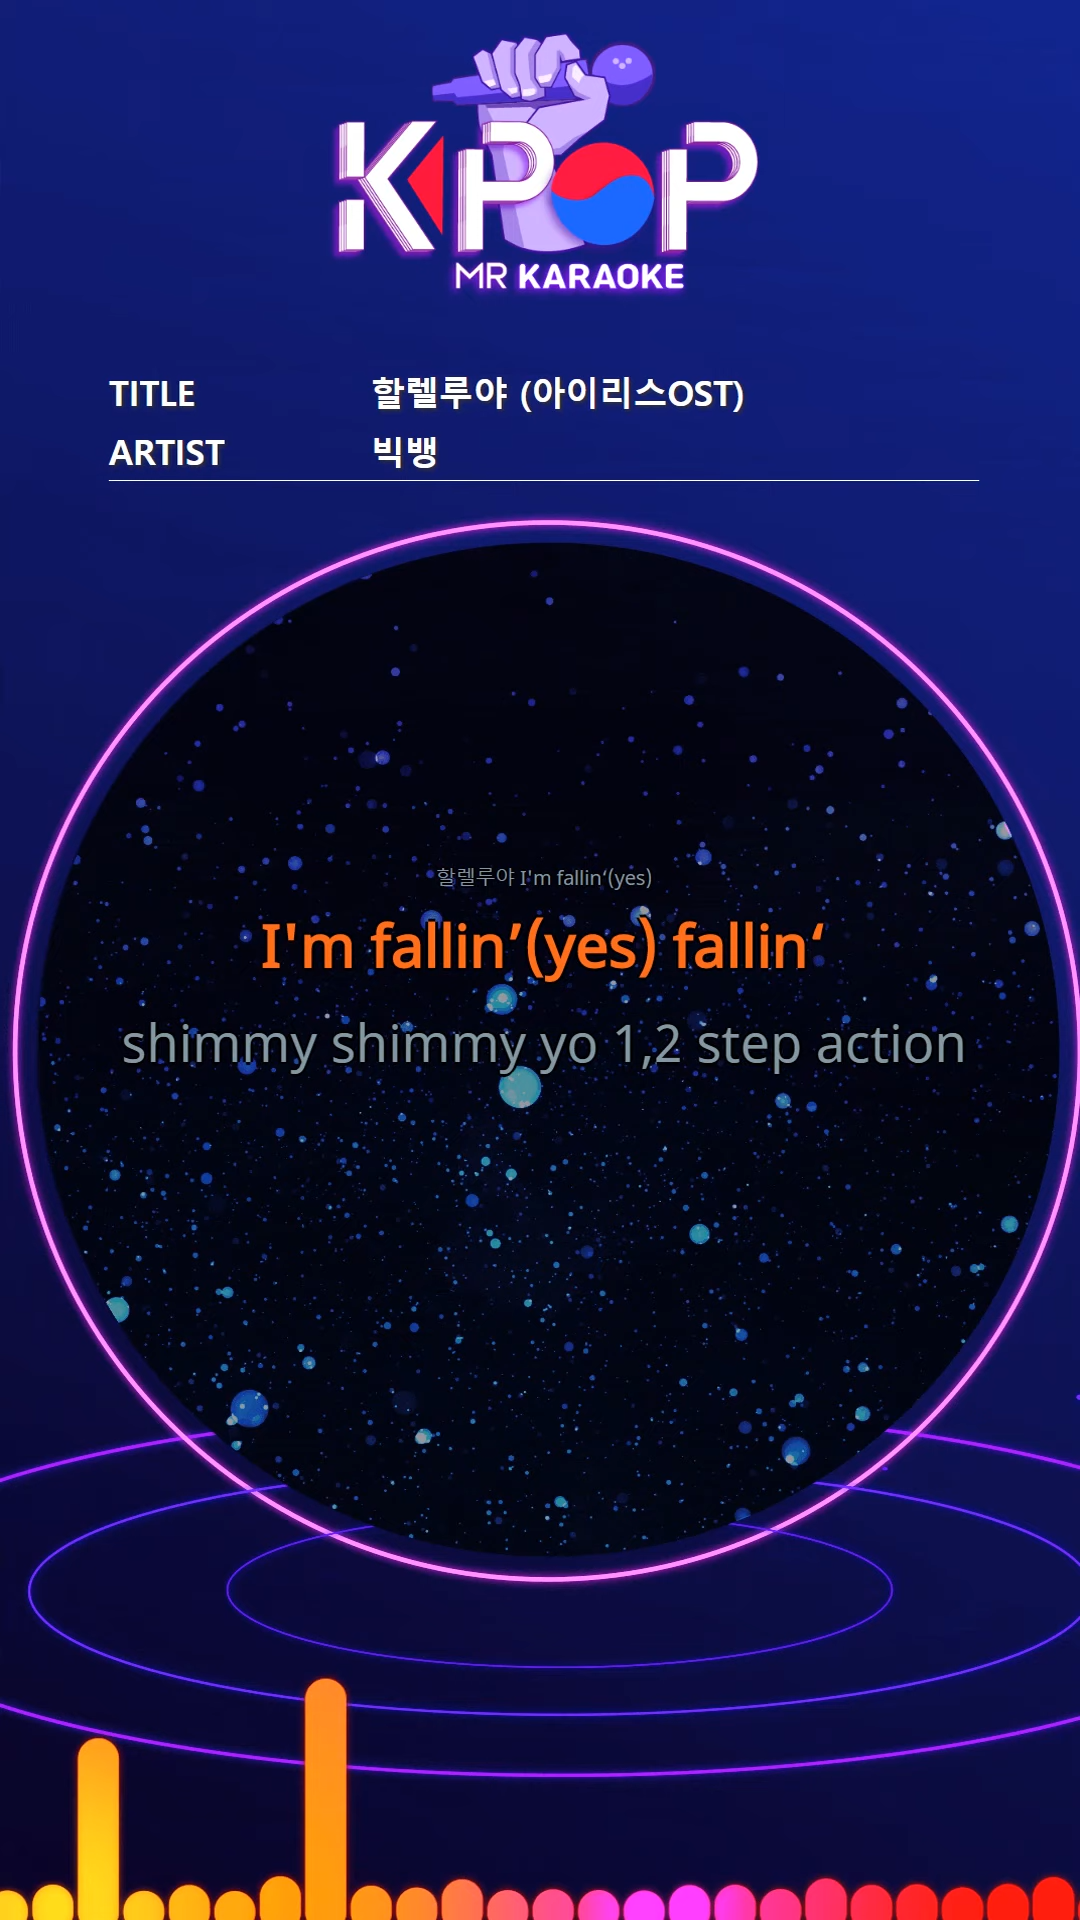 KPOP
MR KARAOKE
TITLE 할렐루야 (아이리스OST)
ARTIST 빅뱅
할렐루야 I'm fallin‘(yes)
I'm fallin’(yes) fallin‘
shimmy shimmy yo 1,2 step action